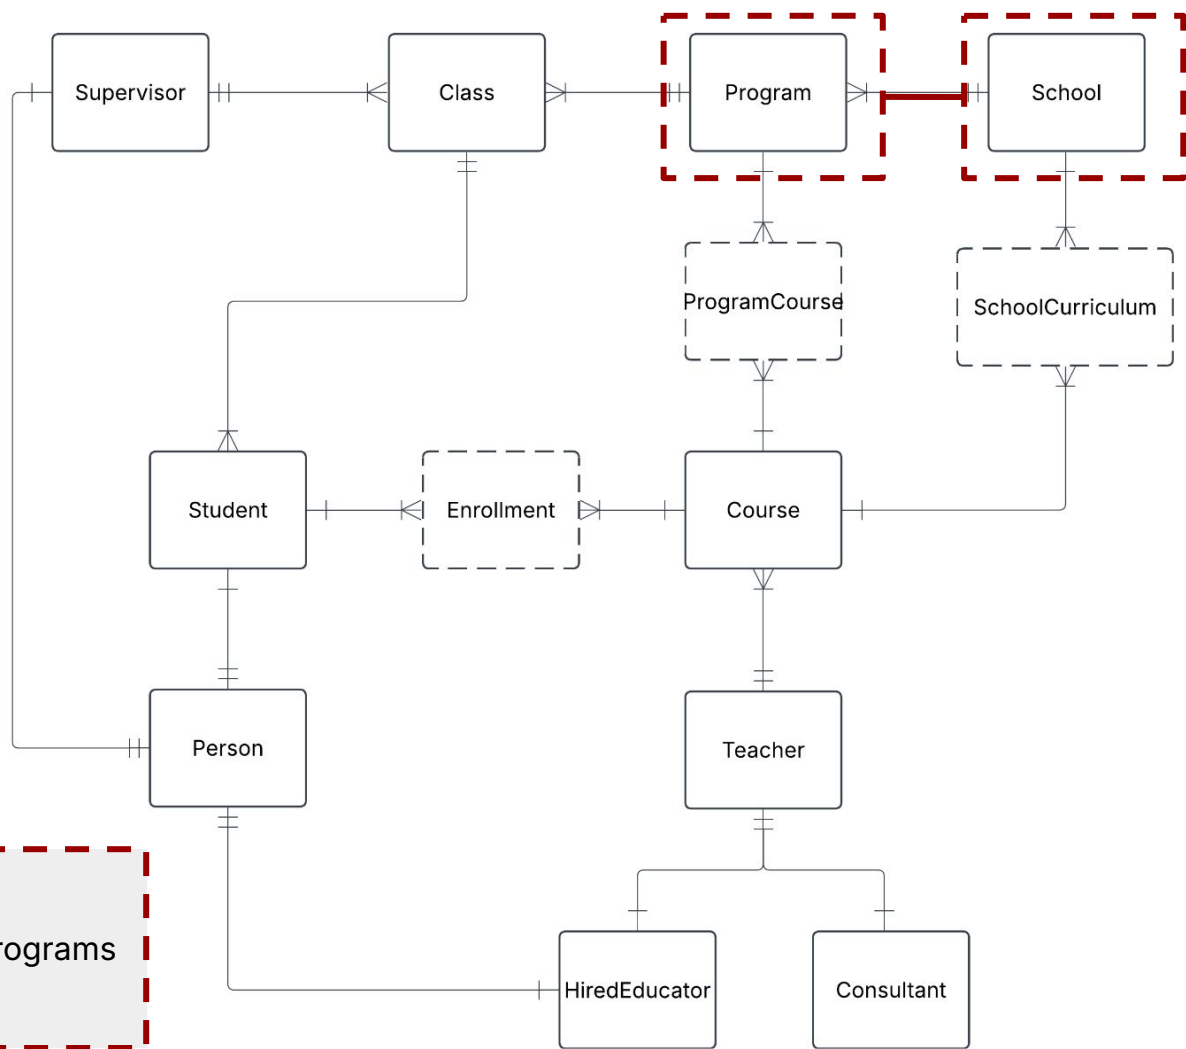 Supervisor
Class
Program
School
ProgramCourse
SchoolCurriculum
Student
Enrollment
Course
Person
Teacher
rograms
HiredEducator
Consultant